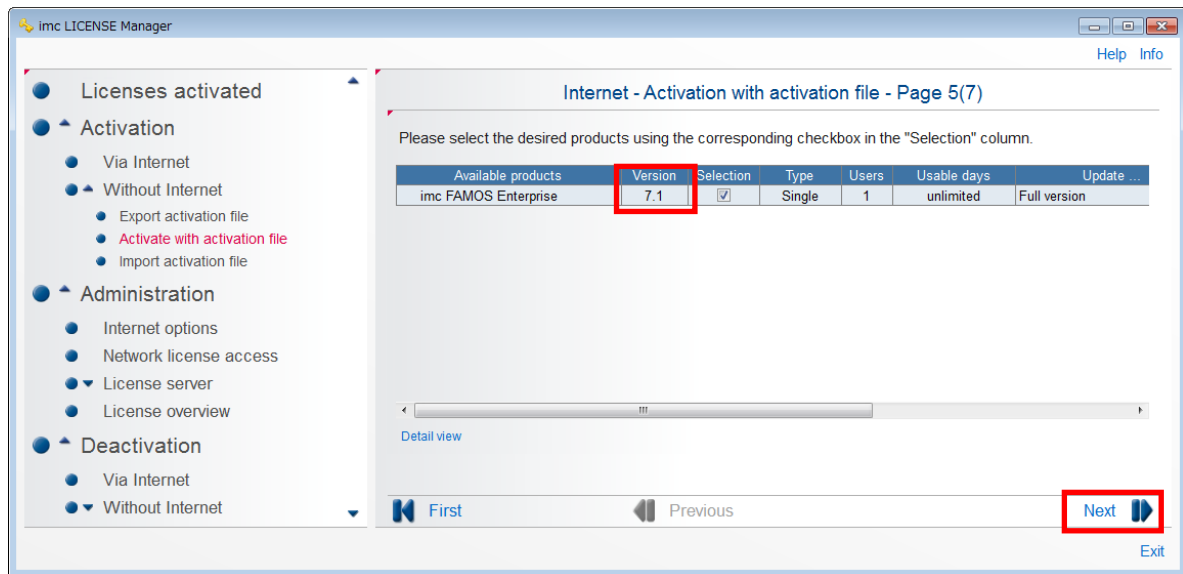 imc LICENSE Manager
Help Info
Licenses activated
Activation
Via Internet
Without Internet
Export activation file
Activate with activation file
Import activation file
Administration
Internet options
Network license access
License server
License overview
Deactivation
Via Internet
Without Internet
Internet - Activation with activation file - Page 5(7)
Please select the desired products using the corresponding checkbox in the "Selection" column.
Available products Version Selection Type Users Usable days Update ...
imc FAMOS Enterprise 7.1 Single 1 unlimited Full version
Detail view
First Previous Next
Exit